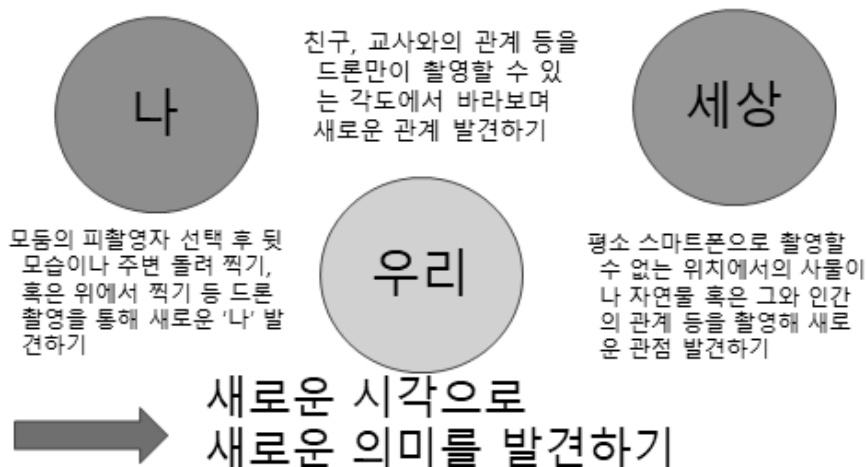 나
모둠의 피촬영자 선택 후 뒷
모습이나 주변 돌려 찍기,
혹은 위에서 찍기 등 드론
촬영을 통해 새로운 '나' 발
견하기
친구, 교사와의 관계 등을
드론만이 촬영할 수 있
는 각도에서 바라보며
새로운 관계 발견하기
우리
세상
평소 스마트폰으로 촬영할
수 없는 위치에서의 사물이
나 자연물 혹은 그와 인간
의 관계 등을 촬영해 새로
운 관점 발견하기
새로운 시각으로
새로운 의미를 발견하기